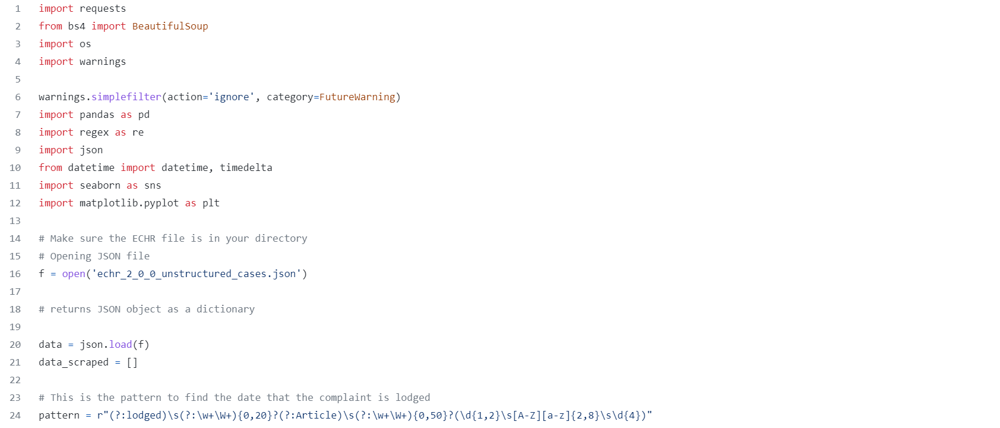 1 import requests
2 from bs4 import BeautifulSoup
3 import os
4 import warnings
5
6 warnings.simplefilter(action='ignore', category=FutureWarning)
7 import pandas as pd
8 import regex as re
9 import json
10 from datetime import datetime, timedelta
11 import seaborn as sns
12 import matplotlib.pyplot as plt
13
14 # Make sure the ECHR file is in your directory
15 # Opening JSON file
16 f = open('echr_2_0_0_unstructured_cases.json')
17
18 # returns JSON object as a dictionary
19
20 data = json.load(f)
21 data_scraped = []
22
23 # This is the pattern to find the date that the complaint is lodged
24 pattern = r"(?:lodged)\s(?:\w+\W+){0,20}?(?:Article)\s(?:\w+\W+){0,50}?(\d{1,2}\s[A-Z][a-z]{2,8}\s\d{4})"